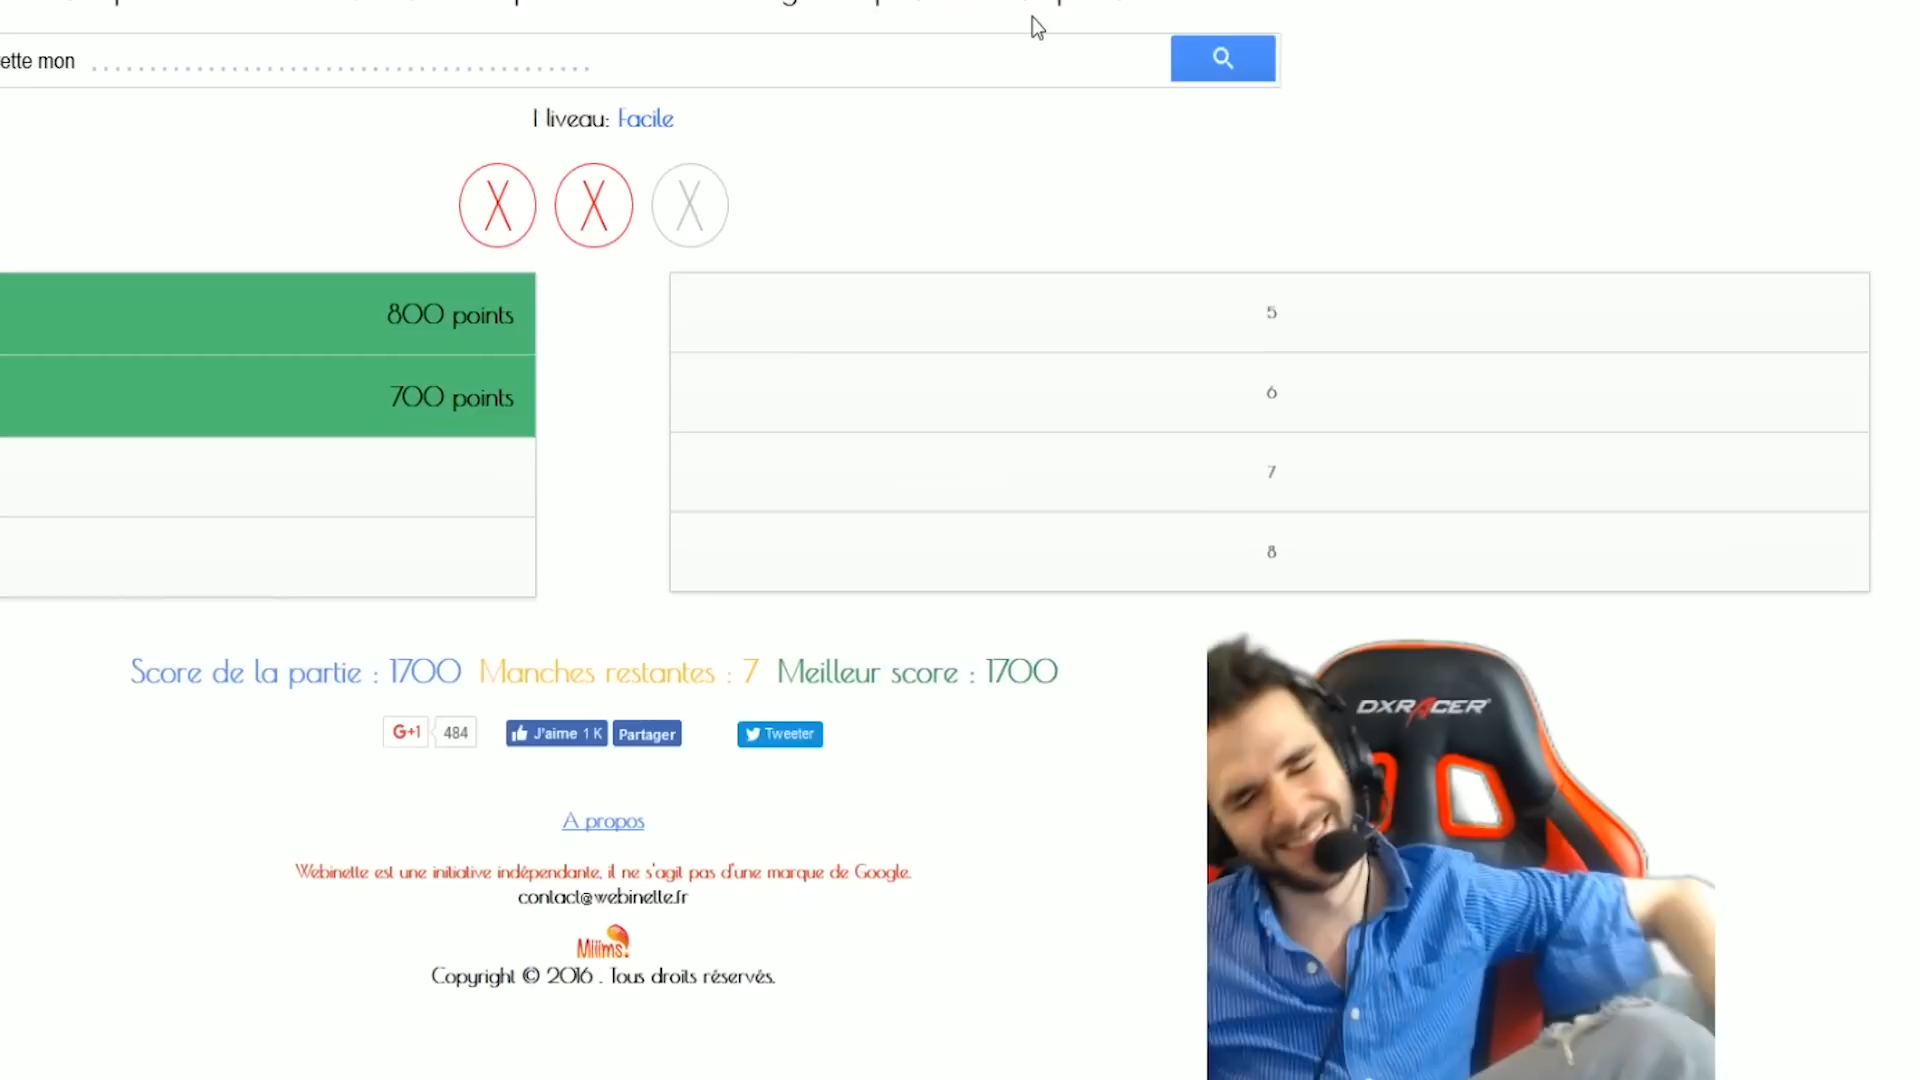 ette mon
Niveau: Facile
X X X
800 points
700 points
5
6
7
8
Score de la partie : 1700 Manches restantes : 7 Meilleur score : 1700
G+1 484 J'aime 1 K Partager Tweeter
DXRACER
A propos
Webinette est une initiative indépendante, il ne s'agit pas d'une marque de Google.
contact@webinette.fr
Miiims!
Copyright © 2016 . Tous droits réservés.